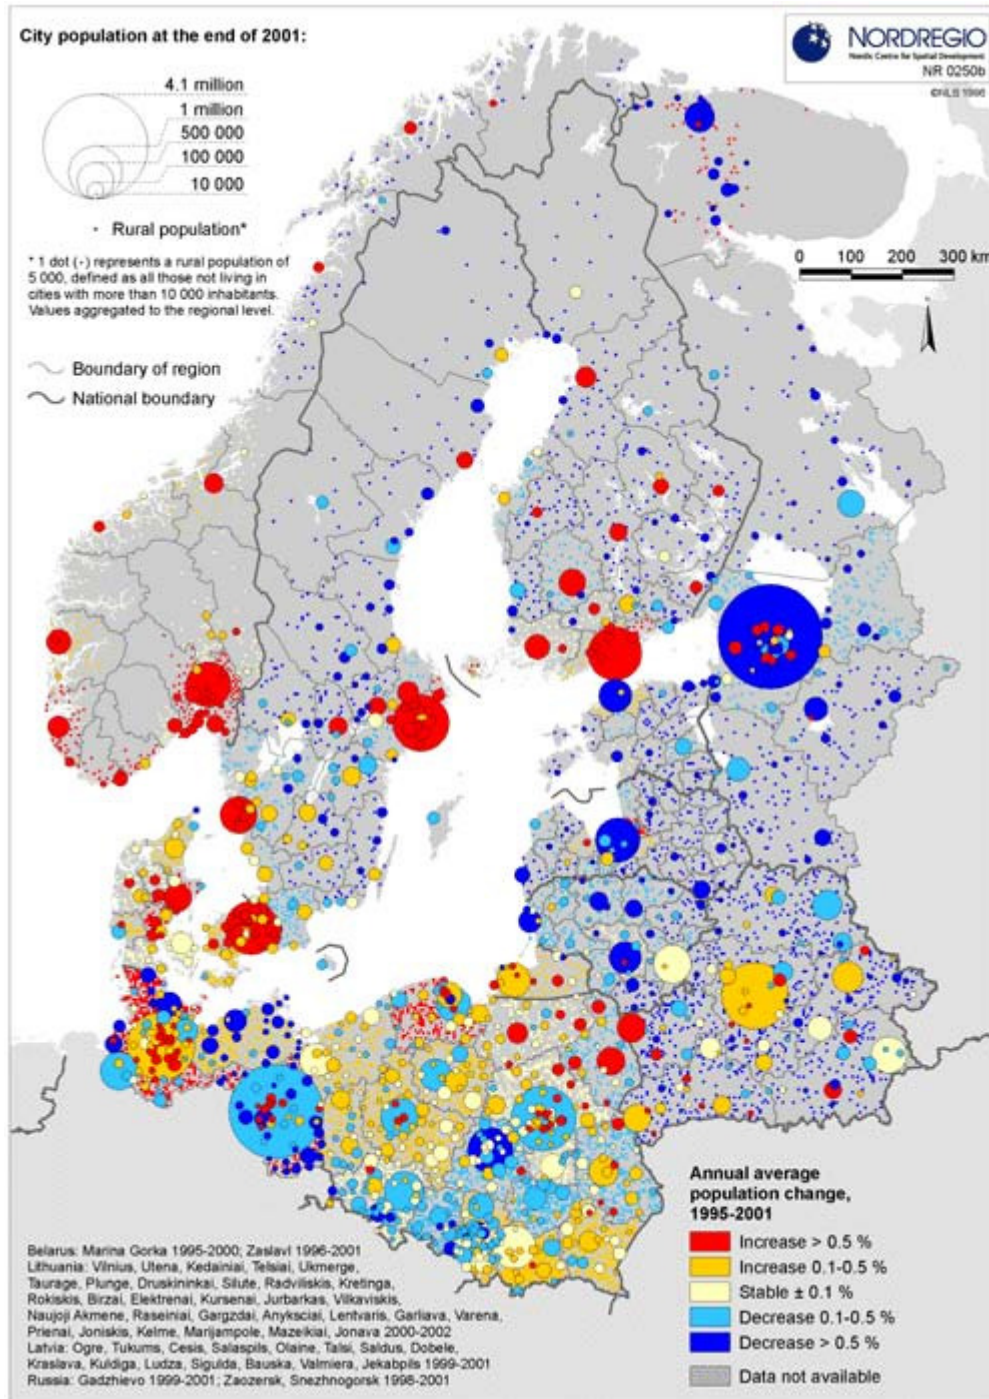 City population at the end of 2001:
4.1 million
1 million
500 000
100 000
10 000
Rural population*
* 1 dot (·) represents a rural population of
5 000, defined as all those not living in
cities with more than 10 000 inhabitants.
Values aggregated to the regional level.
Boundary of region
National boundary
NORDREGIO
Nordic Centre for Spatial Development
NR 0250b
©NLS 1996
0 100 200 300 km
Annual average
population change,
1995-2001
Increase > 0.5 %
Increase 0.1-0.5 %
Stable ± 0.1 %
Decrease 0.1-0.5 %
Decrease > 0.5 %
Data not available
Belarus: Marina Gorka 1995-2000; Zaslavl 1996-2001
Lithuania: Vilnius, Utena, Kedainiai, Telsiai, Ukmerge,
Taurage, Plunge, Druskininkai, Silute, Radviliskis, Kretinga,
Rokiskis, Birzai, Elektrenai, Kursenai, Jurbarkas, Vilkaviskis,
Naujoji Akmene, Raseiniai, Gargzdai, Anyksciai, Lentvaris, Garliava, Varena,
Prienai, Joniskis, Kelme, Marijampole, Mazeikiai, Jonava 2000-2002
Latvia: Ogre, Tukums, Cesis, Salaspils, Olaine, Talsi, Saldus, Dobele,
Kraslava, Kuldiga, Ludza, Sigulda, Bauska, Valmiera, Jekabpils 1999-2001
Russia: Gadzhievo 1999-2001; Zaozersk, Snezhnogorsk 1998-2001